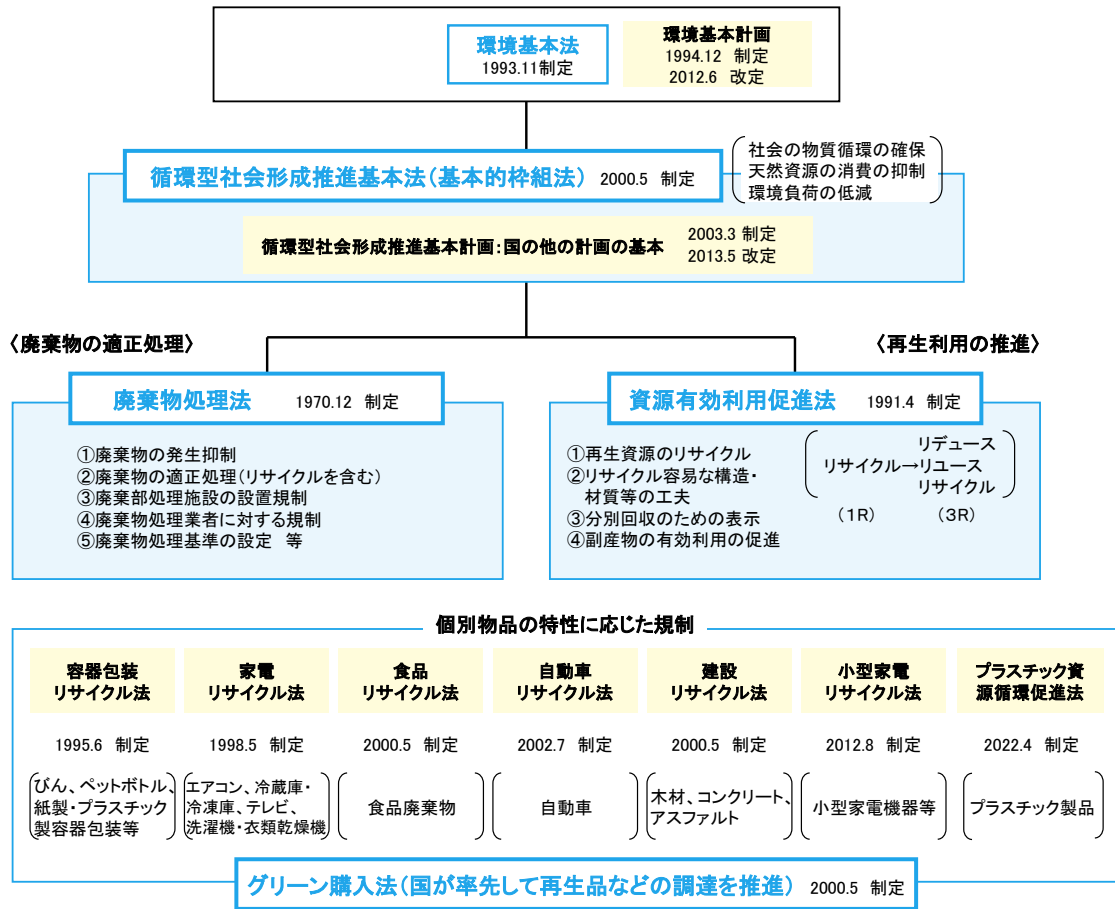 環境基本法
1993.11制定
環境基本計画
1994.12 制定
2012.6 改定
循環型社会形成推進基本法(基本的枠組法) 2000.5 制定
社会の物質循環の確保
天然資源の消費の抑制
環境負荷の低減
循環型社会形成推進基本計画:国の他の計画の基本
2003.3 制定
2013.5 改定
〈廃棄物の適正処理〉
〈再生利用の推進〉
廃棄物処理法 1970.12 制定
①廃棄物の発生抑制
②廃棄物の適正処理(リサイクルを含む)
③廃棄部処理施設の設置規制
④廃棄物処理業者に対する規制
⑤廃棄物処理基準の設定 等
資源有効利用促進法 1991.4 制定
①再生資源のリサイクル
②リサイクル容易な構造・
材質等の工夫
③分別回収のための表示
④副産物の有効利用の促進
リデュース
リサイクル→リユース
リサイクル
(1R) (3R)
個別物品の特性に応じた規制
容器包装
リサイクル法
1995.6 制定
びん、ペットボトル、
紙製・プラスチック
製容器包装等
家電
リサイクル法
1998.5 制定
エアコン、冷蔵庫・
冷凍庫、テレビ、
洗濯機・衣類乾燥機
食品
リサイクル法
2000.5 制定
食品廃棄物
自動車
リサイクル法
2002.7 制定
自動車
建設
リサイクル法
2000.5 制定
木材、コンクリート、
アスファルト
小型家電
リサイクル法
2012.8 制定
小型家電機器等
プラスチック資
源循環促進法
2022.4 制定
プラスチック製品
グリーン購入法(国が率先して再生品などの調達を推進) 2000.5 制定